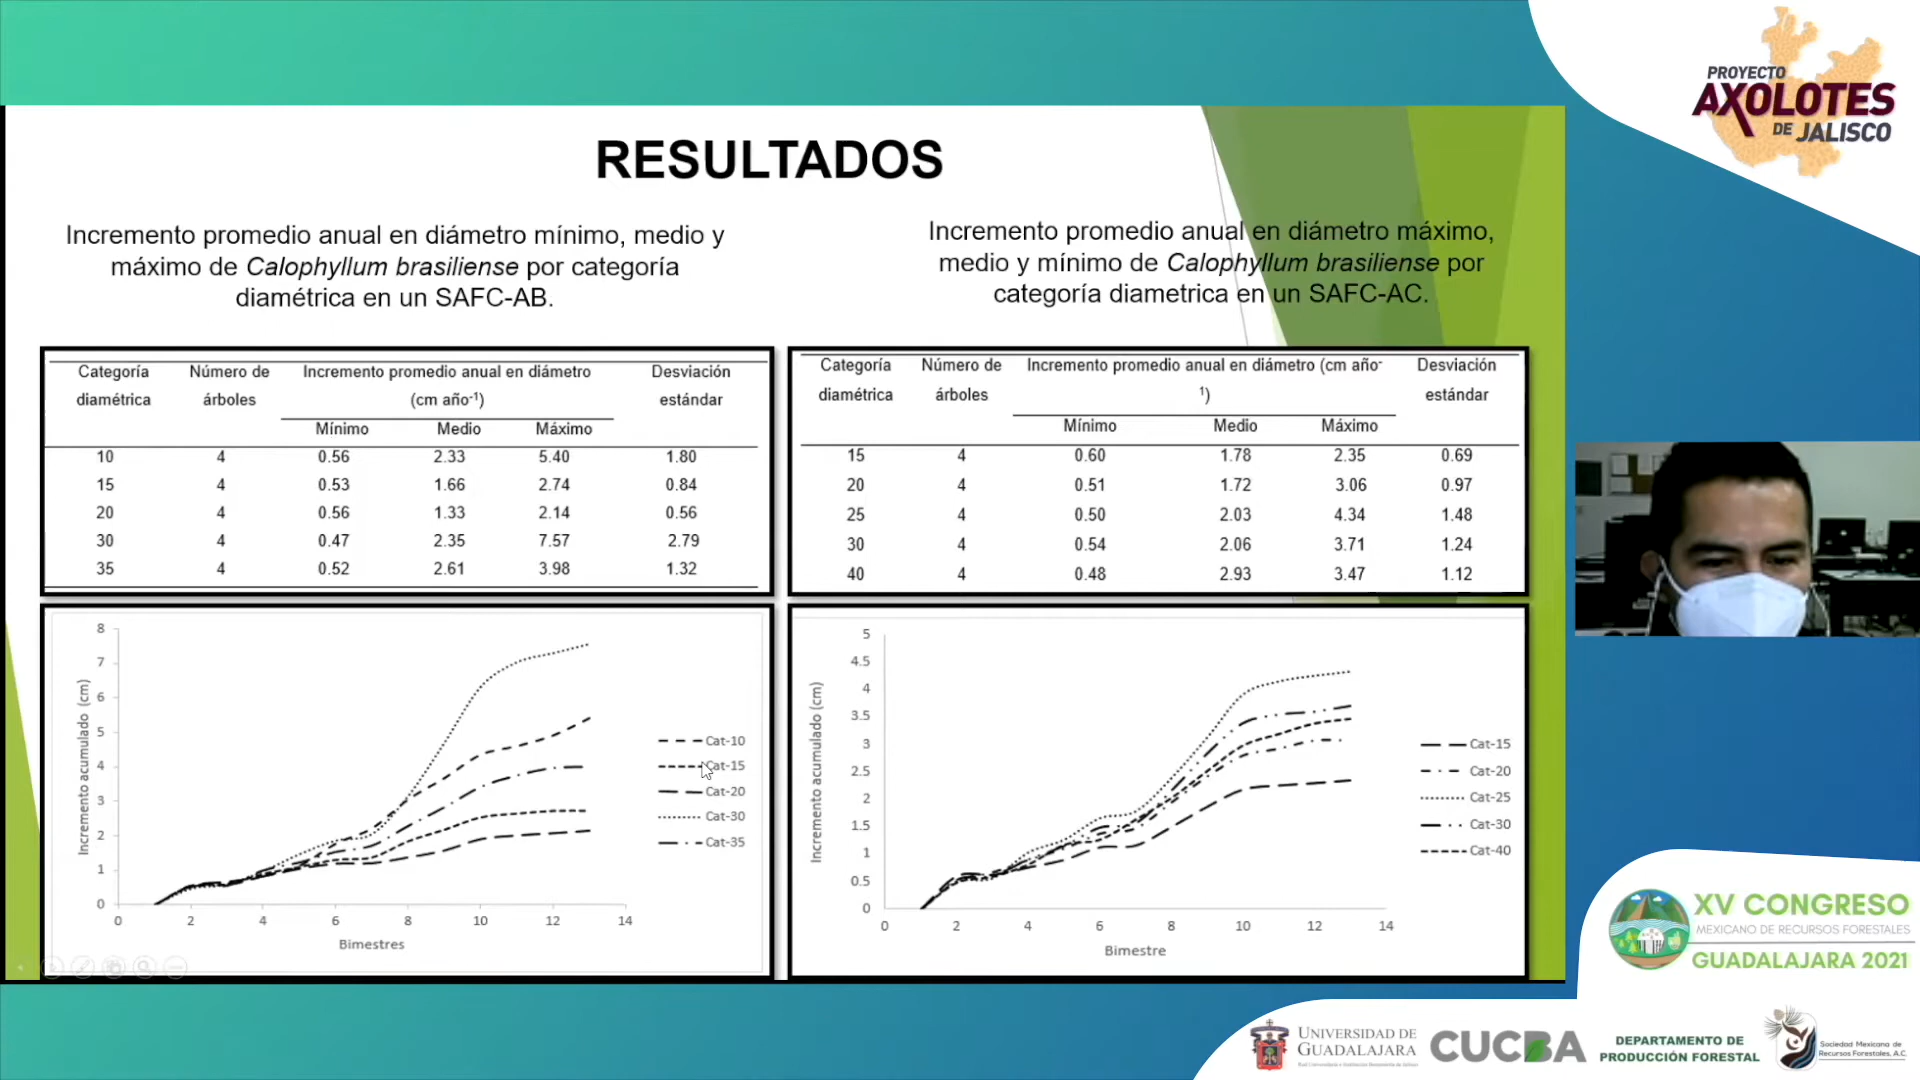 PROYECTO
AXOLOTES
DE JALISCO
RESULTADOS
Incremento promedio anual en diámetro mínimo, medio y
máximo de Calophyllum brasiliense por categoría
diamétrica en un SAFC-AB.
Incremento promedio anual en diámetro máximo,
medio y mínimo de Calophyllum brasiliense por
categoría diametrica en un SAFC-AC.
Categoría Número de Incremento promedio anual en diámetro Desviación
diamétrica árboles (cm año-1) estándar
Mínimo Medio Máximo
10 4 0.56 2.33 5.40 1.80
15 4 0.53 1.66 2.74 0.84
20 4 0.56 1.33 2.14 0.56
30 4 0.47 2.35 7.57 2.79
35 4 0.52 2.61 3.98 1.32
Categoría Número de Incremento promedio anual en diámetro (cm año- Desviación
diamétrica árboles 1) estándar
Mínimo Medio Máximo
15 4 0.60 1.78 2.35 0.69
20 4 0.51 1.72 3.06 0.97
25 4 0.50 2.03 4.34 1.48
30 4 0.54 2.06 3.71 1.24
40 4 0.48 2.93 3.47 1.12
Incremento acumulado (cm)
8
7
6
5
4
3
2
1
0
0 2 4 6 8 10 12 14
Bimestres
Cat-10
Cat-15
Cat-20
Cat-30
Cat-35
Incremento acumulado (cm)
5
4.5
4
3.5
3
2.5
2
1.5
1
0.5
0
0 2 4 6 8 10 12 14
Bimestre
Cat-15
Cat-20
Cat-25
Cat-30
Cat-40
XV CONGRESO
MEXICANO DE RECURSOS FORESTALES
GUADALAJARA 2021
UNIVERSIDAD DE
GUADALAJARA
CUCBA
DEPARTAMENTO DE
PRODUCCIÓN FORESTAL
Sociedad Mexicana de
Recursos Forestales, A.C.